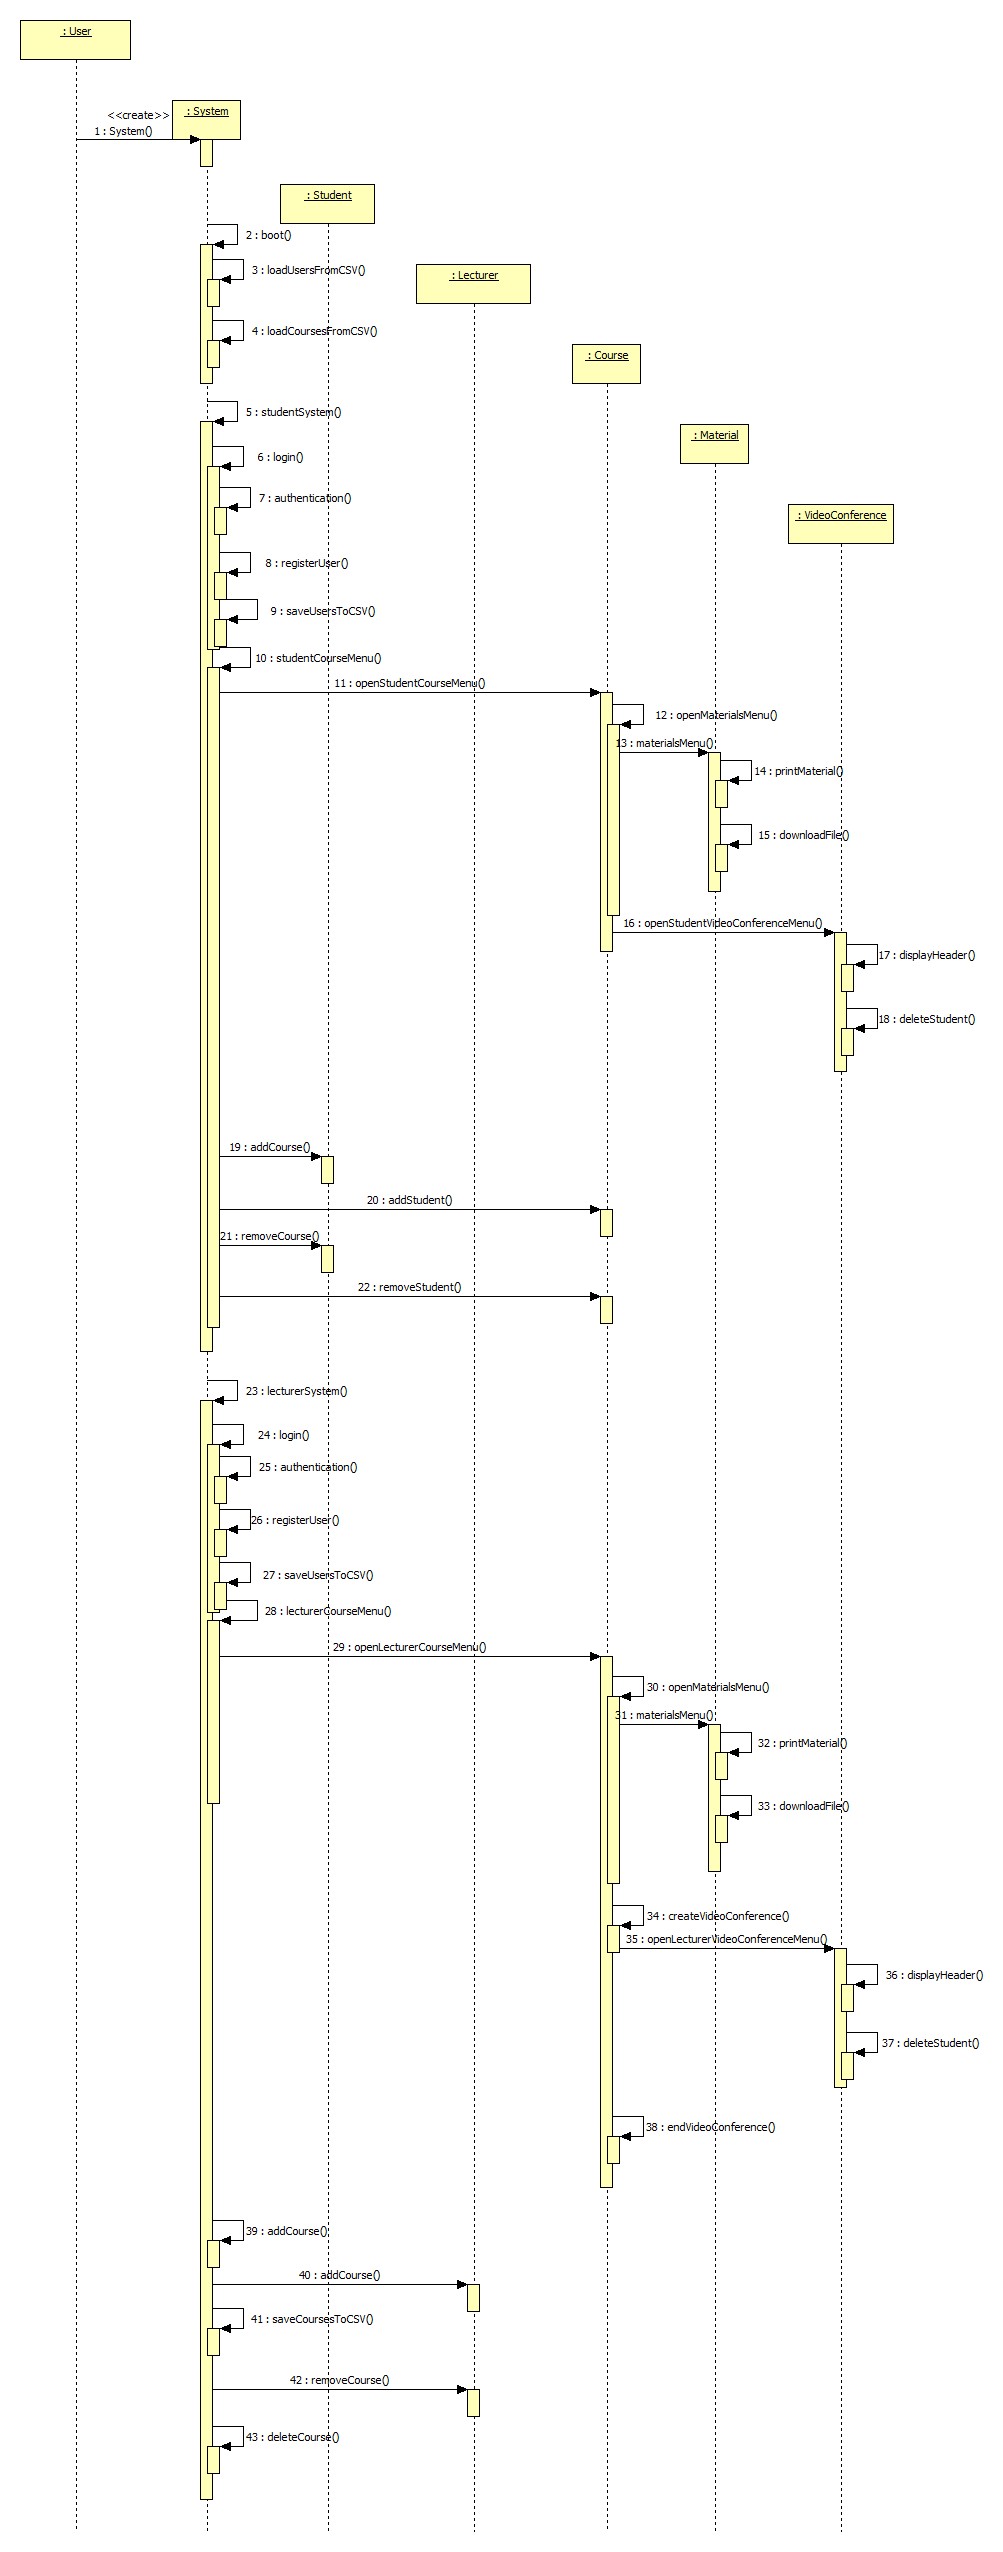 : User
: System
<<create>>
1 : System()
: Student
2 : boot()
3 : loadUsersFromCSV()
: Lecturer
4 : loadCoursesFromCSV()
: Course
5 : studentSystem()
: Material
6 : login()
7 : authentication()
: VideoConference
8 : registerUser()
9 : saveUsersToCSV()
10 : studentCourseMenu()
11 : openStudentCourseMenu()
12 : openMaterialsMenu()
13 : materialsMenu()
14 : printMaterial()
15 : downloadFile()
16 : openStudentVideoConferenceMenu()
17 : displayHeader()
18 : deleteStudent()
19 : addCourse()
20 : addStudent()
21 : removeCourse()
22 : removeStudent()
23 : lecturerSystem()
24 : login()
25 : authentication()
26 : registerUser()
27 : saveUsersToCSV()
28 : lecturerCourseMenu()
29 : openLecturerCourseMenu()
30 : openMaterialsMenu()
31 : materialsMenu()
32 : printMaterial()
33 : downloadFile()
34 : createVideoConference()
35 : openLecturerVideoConferenceMenu()
36 : displayHeader()
37 : deleteStudent()
38 : endVideoConference()
39 : addCourse()
40 : addCourse()
41 : saveCoursesToCSV()
42 : removeCourse()
43 : deleteCourse()